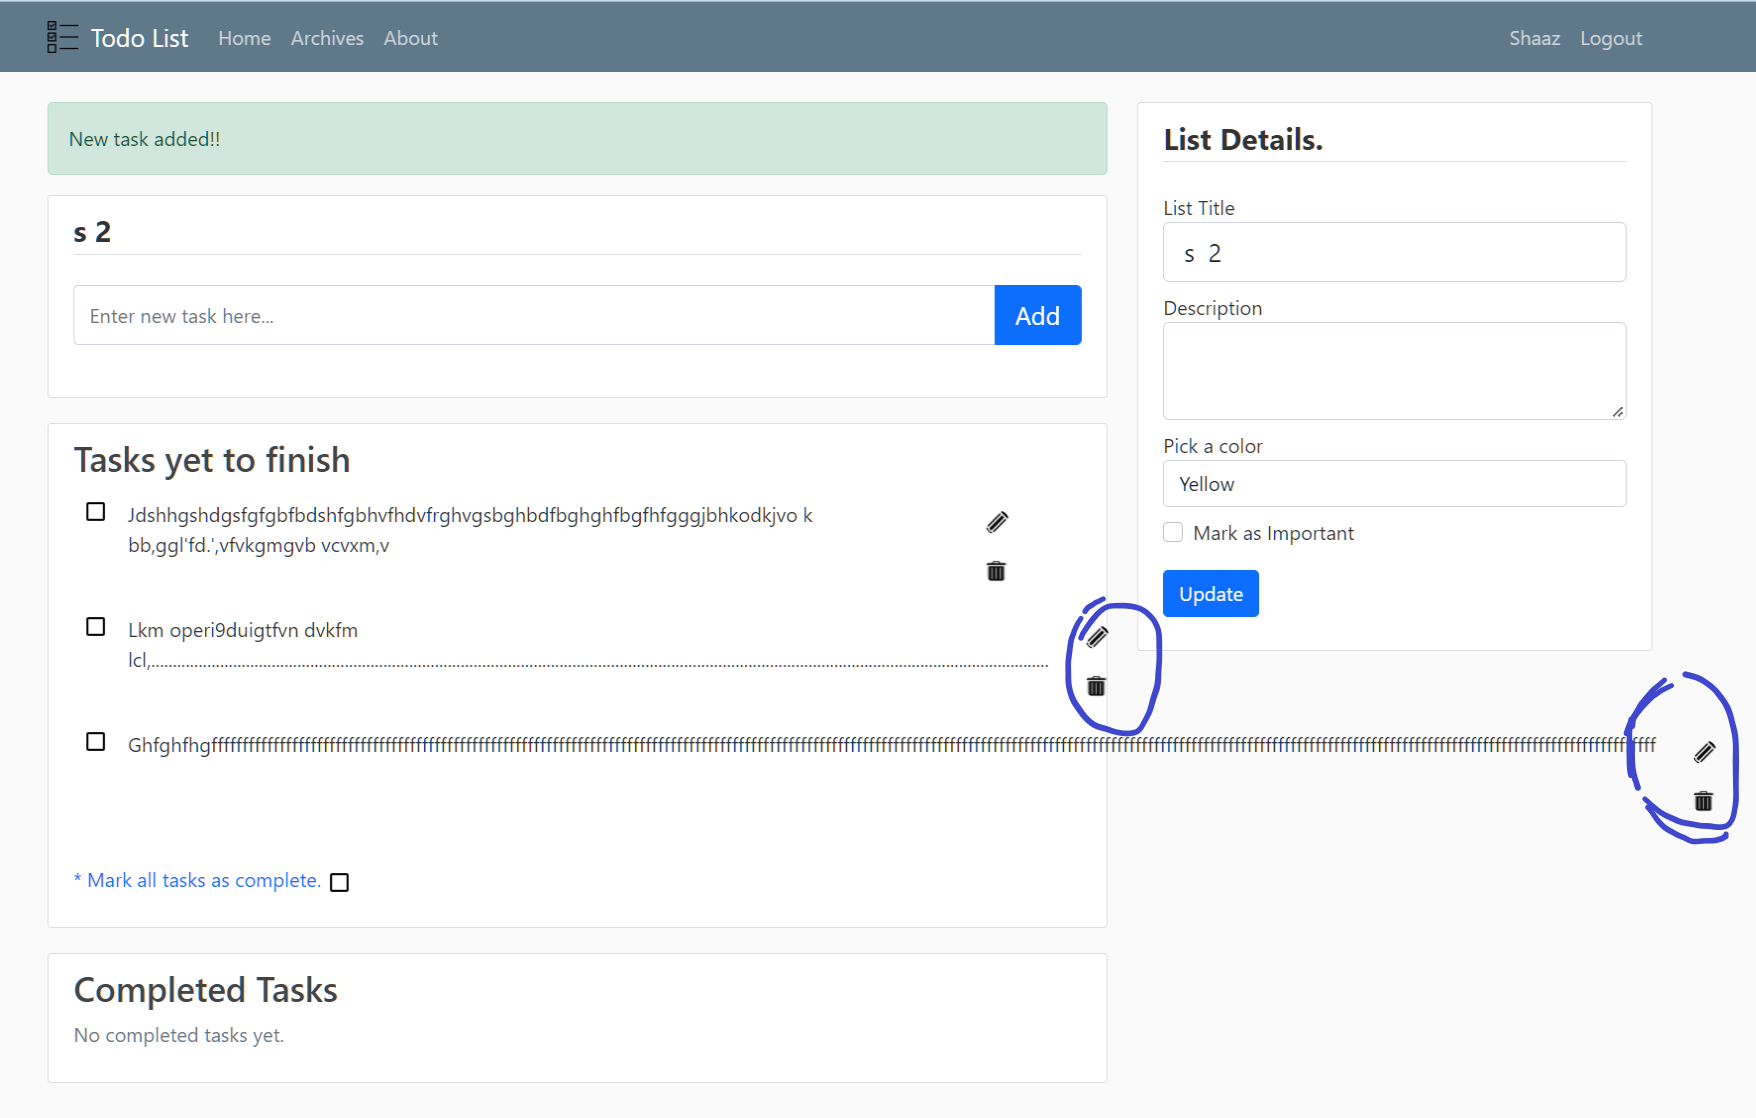 Todo List Home Archives About Shaaz Logout
New task added!!
s 2
Enter new task here...
Add
Tasks yet to finish
Jdshhgshdgsfgfgbfbdshfgbhvfhdvfrghvgsbghbdfbghghfbgfhfgggjbhkodkjvo k
bb,ggl'fd.',vfvkgmgvb vcvxm,v
Lkm operi9duigtfvn dvkfm
* Mark all tasks as complete.
Completed Tasks
No completed tasks yet.
List Details.
List Title
s 2
Description
Pick a color
Yellow
Mark as Important
Update